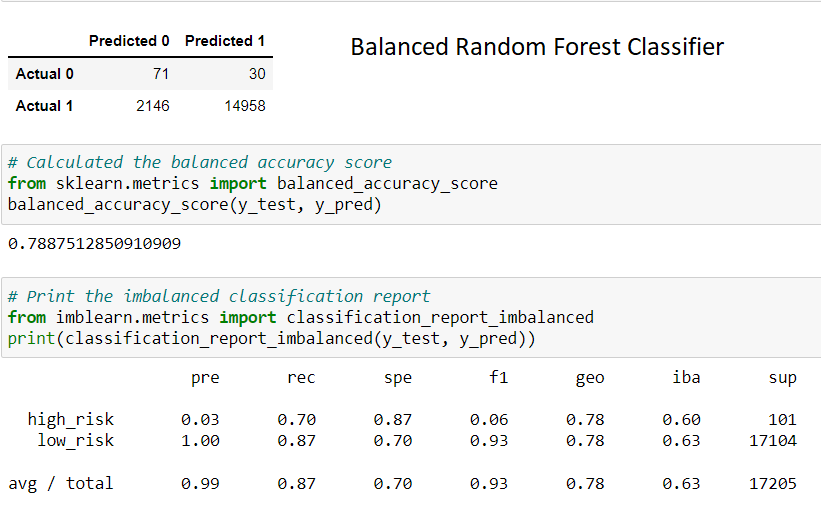 Balanced Random Forest Classifier
Predicted 0 Predicted 1
Actual 0 71 30
Actual 1 2146 14958
# Calculated the balanced accuracy score
from sklearn.metrics import balanced_accuracy_score
balanced_accuracy_score(y_test, y_pred)
0.7887512850910909
# Print the imbalanced classification report
from imblearn.metrics import classification_report_imbalanced
print(classification_report_imbalanced(y_test, y_pred))
pre rec spe f1 geo iba sup
high_risk 0.03 0.70 0.87 0.06 0.78 0.60 101
low_risk 1.00 0.87 0.70 0.93 0.78 0.63 17104
avg / total 0.99 0.87 0.70 0.93 0.78 0.63 17205